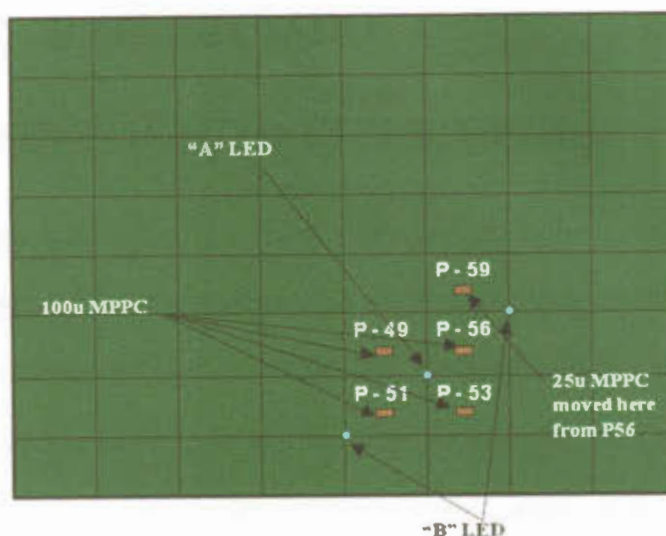 "A" LED
P - 59
100u MPPC
P - 49
P - 56
P - 51
P - 53
25u MPPC
moved here
from P56
"B" LED